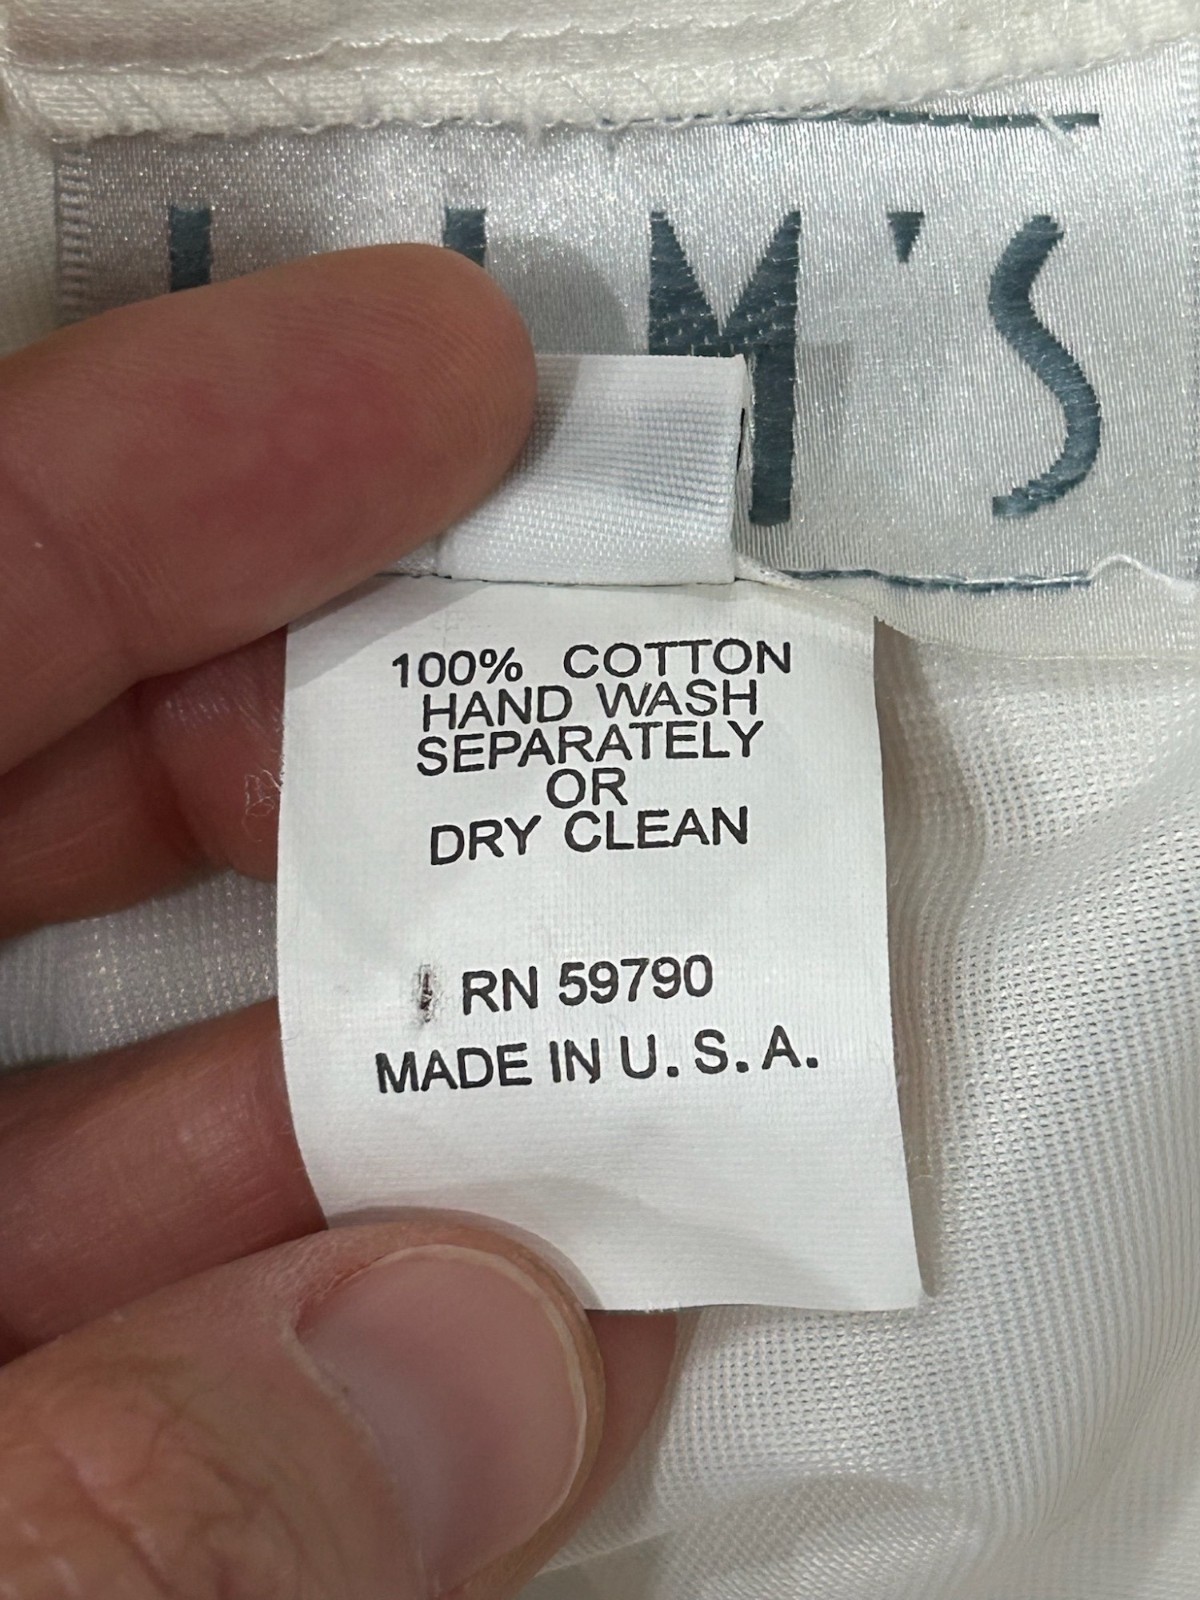 M'S
100% COTTON
HAND WASH
SEPARATELY
OR
DRY CLEAN
RN 59790
MADE IN U.S.A.